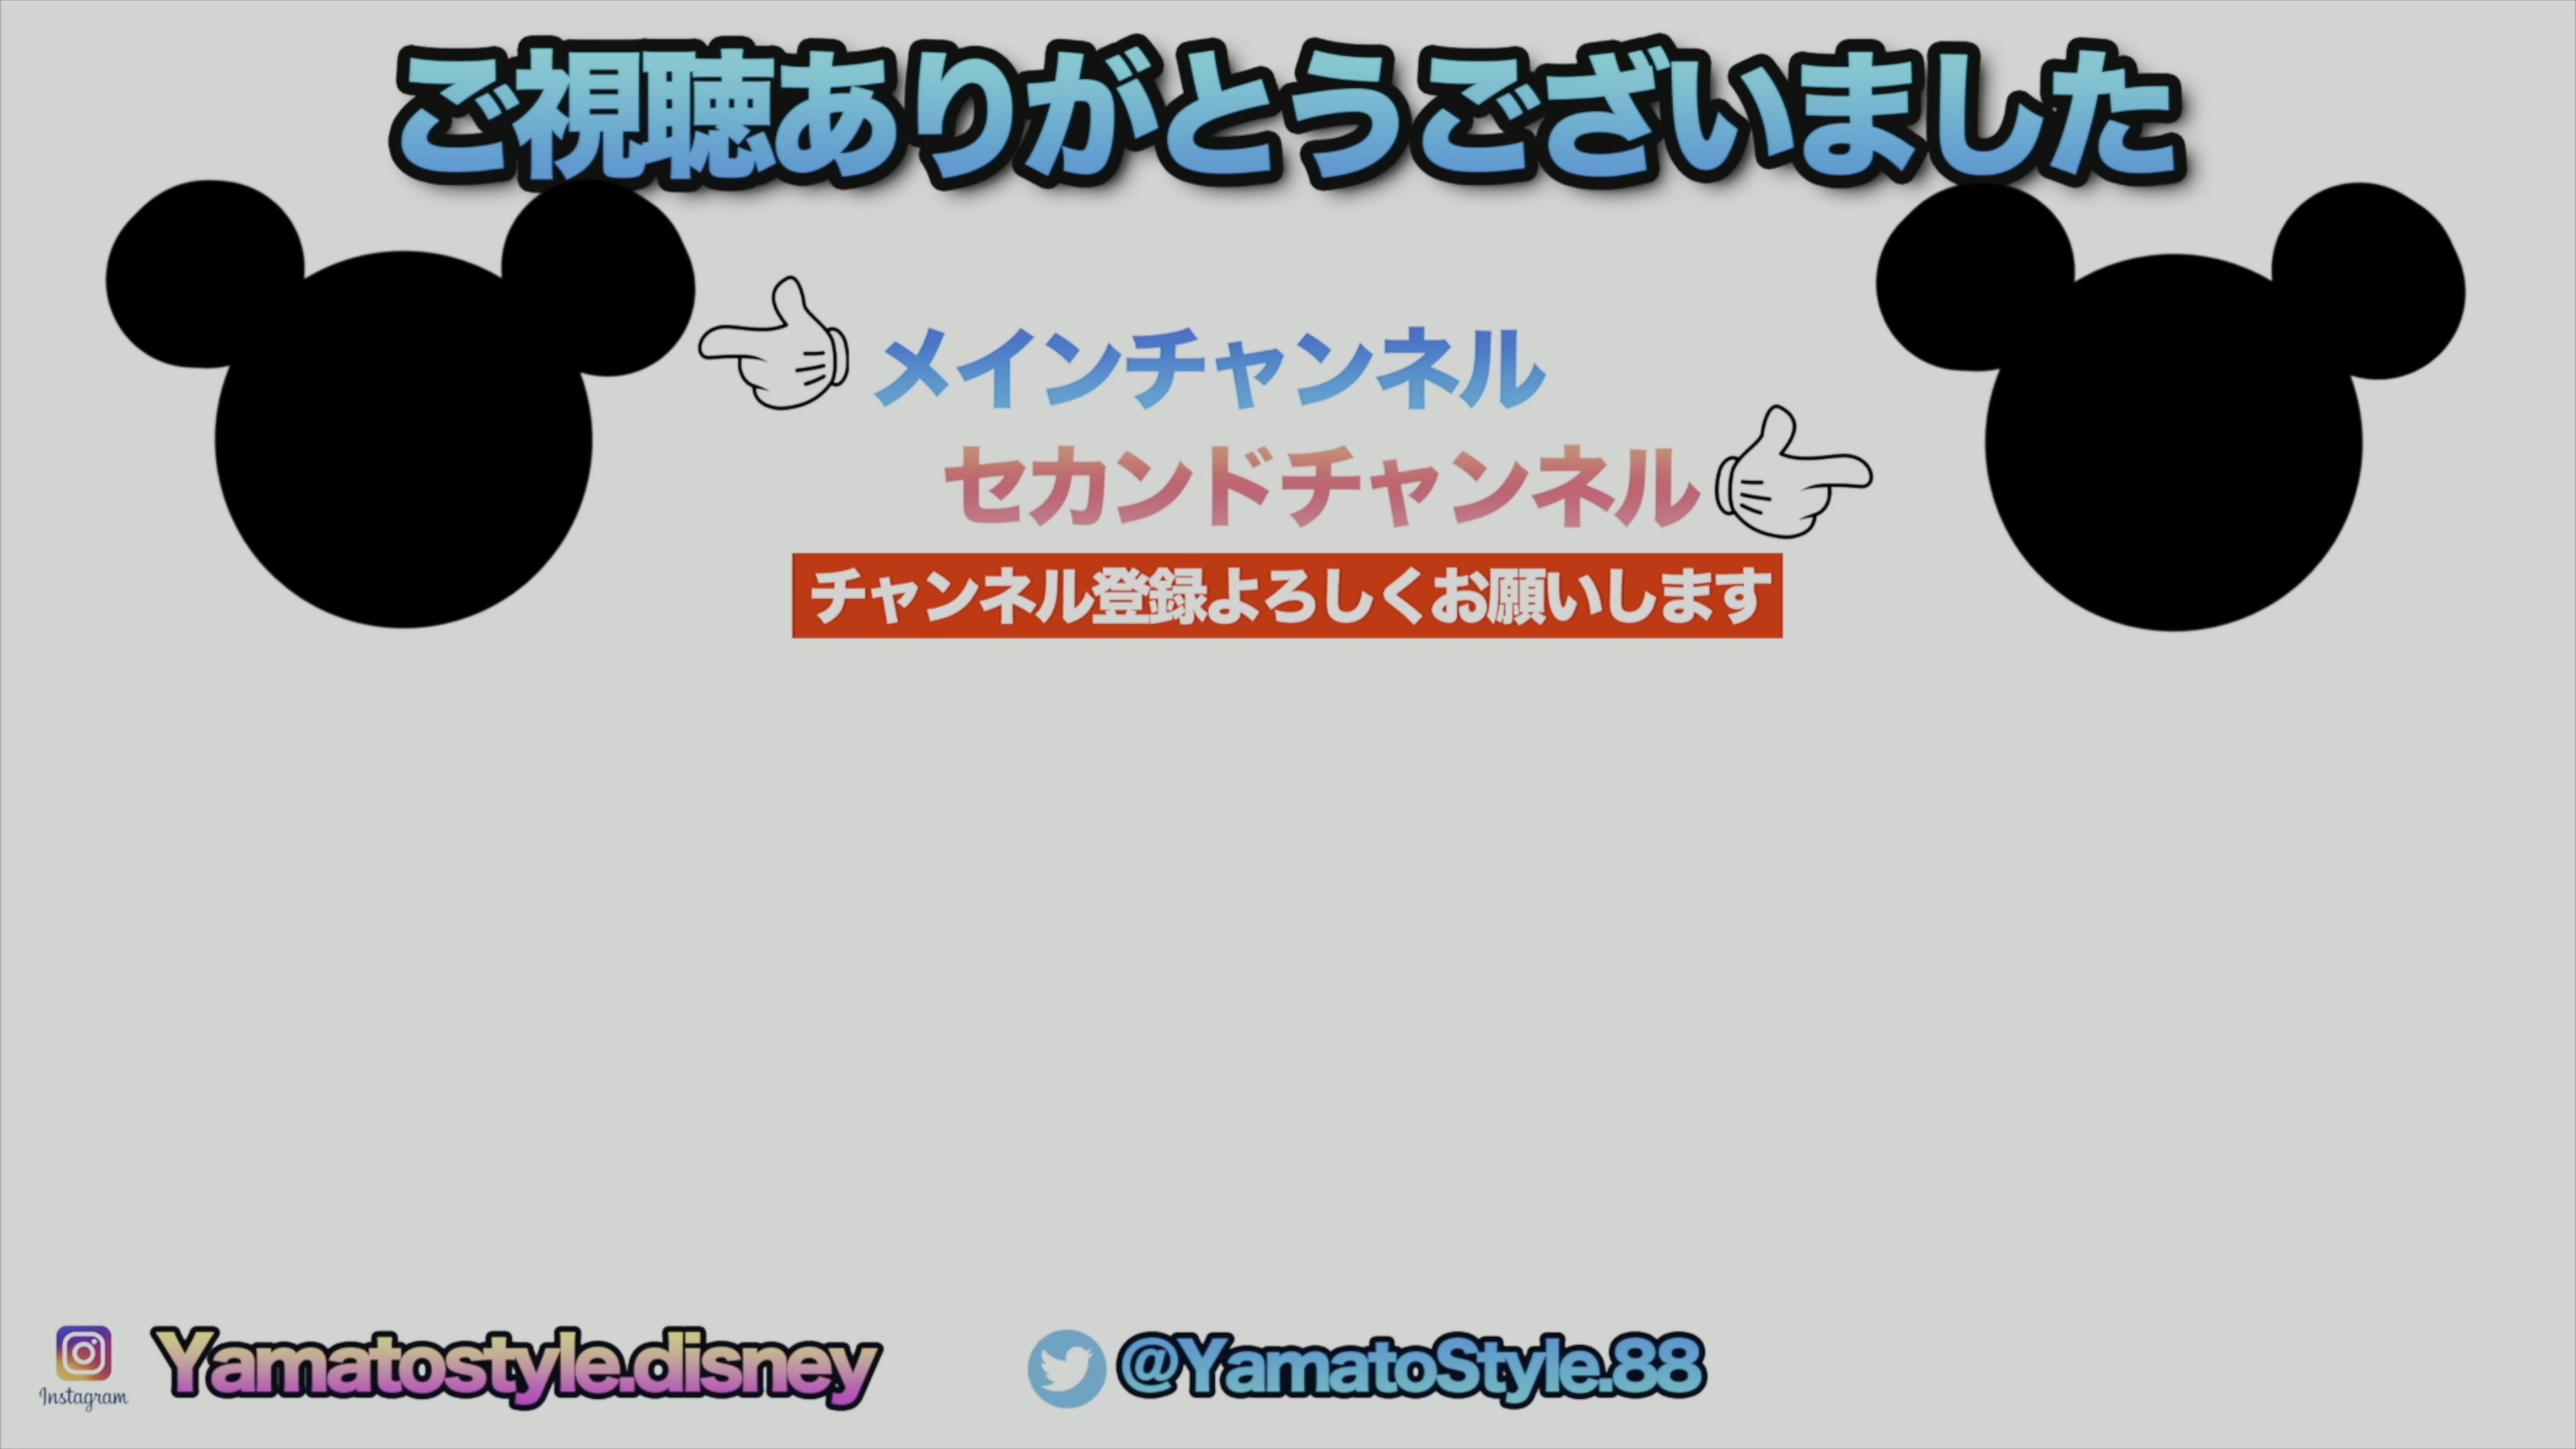 ご視聴ありがとうございました
メインチャンネル
セカンドチャンネル
チャンネル登録よろしくお願いします
Instagram
Yamatostyle.disney
@YamatoStyle.88